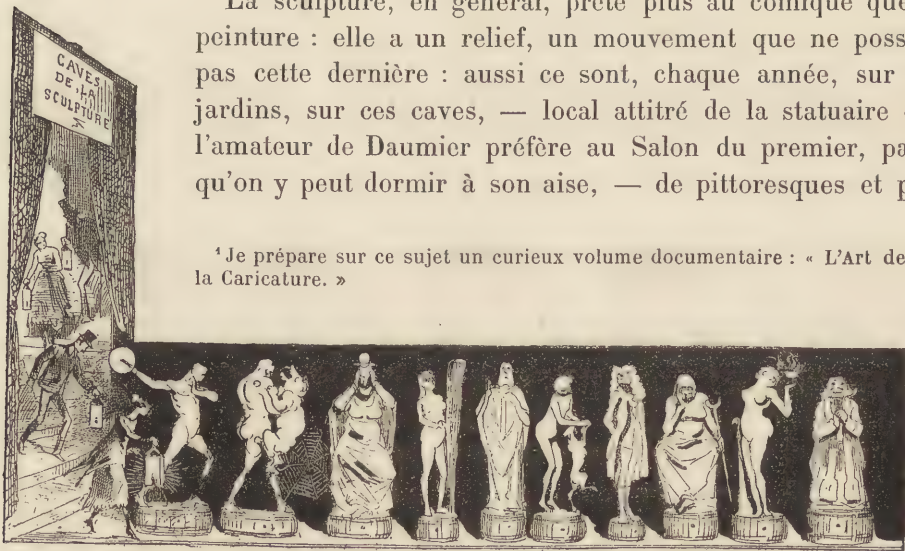 La sculpture, en général, prête plus au comique que
peinture : elle a un relief, un mouvement que ne poss
pas cette dernière : aussi ce sont, chaque année, sur
jardins, sur ces caves, — local attitré de la statuaire
l'amateur de Daumier préfère au Salon du premier, pa
qu'on y peut dormir à son aise, — de pittoresques et p
¹ Je prépare sur ce sujet un curieux volume documentaire : « L'Art de
la Caricature. »
CAVES
DE LA
SCULPTURE